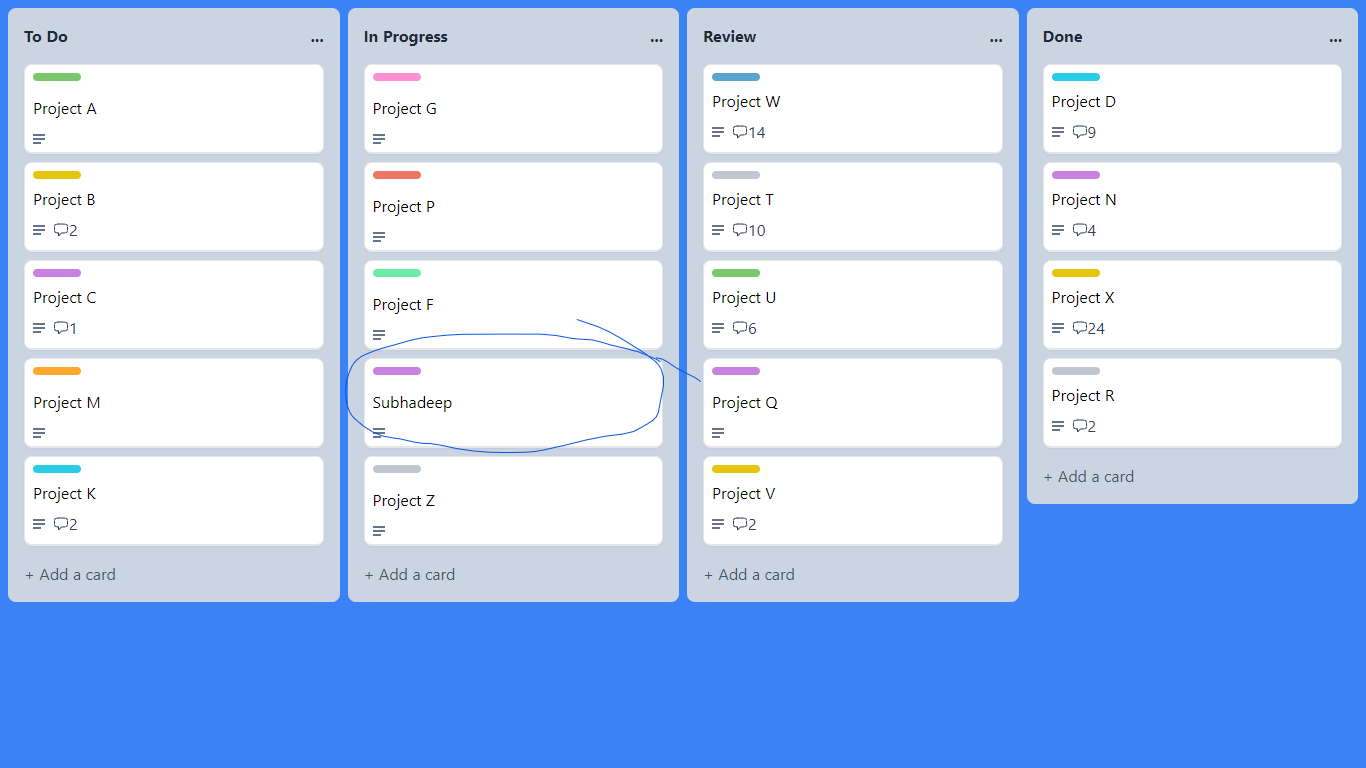 To Do ...
Project A
Project B
2
Project C
1
Project M
Project K
2
+ Add a card
In Progress ...
Project G
Project P
Project F
Subhadeep
Project Z
+ Add a card
Review ...
Project W
14
Project T
10
Project U
6
Project Q
Project V
2
+ Add a card
Done ...
Project D
9
Project N
4
Project X
24
Project R
2
+ Add a card